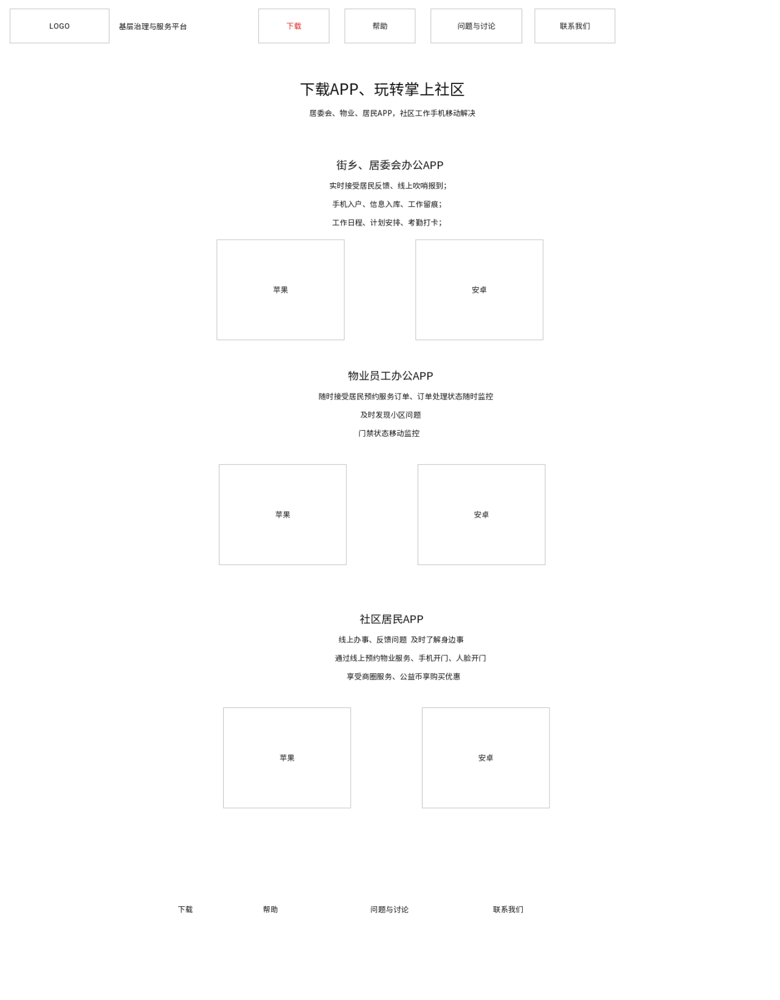 LOGO
基层治理与服务平台
下载
帮助
问题与讨论
联系我们
下载APP、玩转掌上社区
居委会、物业、居民APP，社区工作手机移动解决
街乡、居委会办公APP
实时接受居民反馈、线上吹哨报到；
手机入户、信息入库、工作留痕；
工作日程、计划安排、考勤打卡；
苹果
安卓
物业员工办公APP
随时接受居民预约服务订单、订单处理状态随时监控
及时发现小区问题
门禁状态移动监控
苹果
安卓
社区居民APP
线上办事、反馈问题 及时了解身边事
通过线上预约物业服务、手机开门、人脸开门
享受商圈服务、公益币享购买优惠
苹果
安卓
下载
帮助
问题与讨论
联系我们